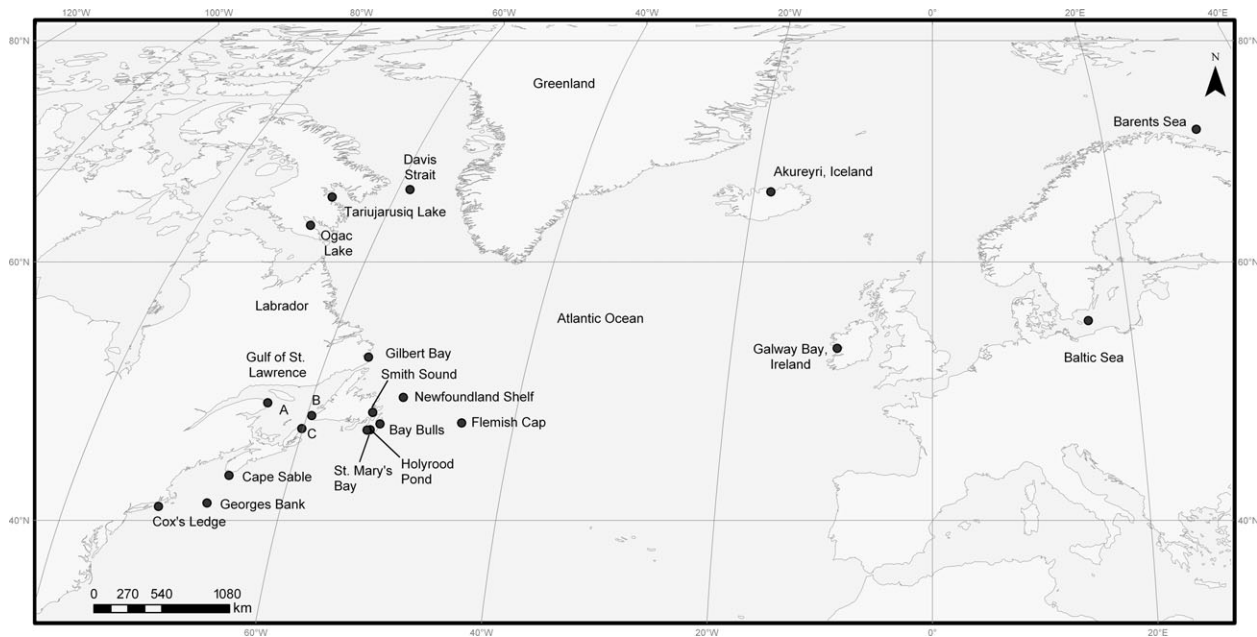 120°W 100°W 80°W 60°W 40°W 20°W 0° 20°E 40°E
80°N 80°N
Greenland
N
Barents Sea
Davis
Strait
Akureyri, Iceland
Tariujarusiq Lake
Ogac
Lake
60°N 60°N
Labrador
Atlantic Ocean
Gulf of St.
Lawrence
Gilbert Bay
Smith Sound
Galway Bay,
Ireland
Baltic Sea
Newfoundland Shelf
A
B
C
Flemish Cap
Bay Bulls
St. Mary's
Bay
Holyrood
Pond
Cape Sable
Georges Bank
Cox's Ledge
40°N 40°N
0 270 540 1080
km
60°W 40°W 20°W 0° 20°E